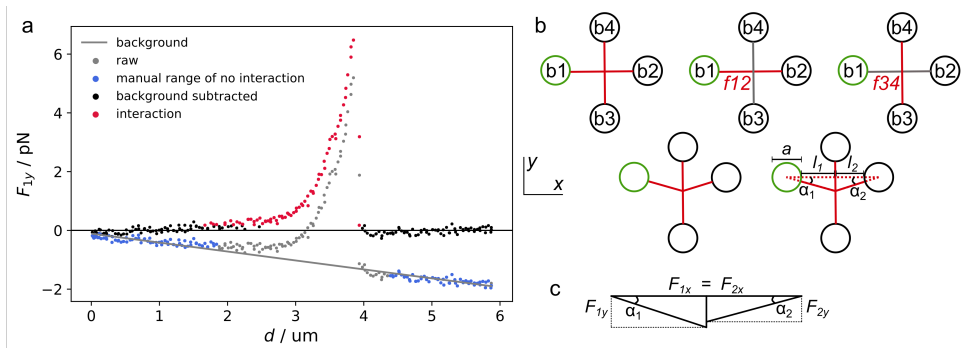 a
F1y / pN
6
4
2
0
−2
background
raw
manual range of no interaction
background subtracted
interaction
0
1
2
3
4
5
6
d / um
b
b4
b1
b2
b3
b4
b1
b2
f12
b3
b4
b1
b2
f34
b3
y
x
a
l1
l2
α1
α2
c
F1x = F2x
F1y
α1
α2
F2y